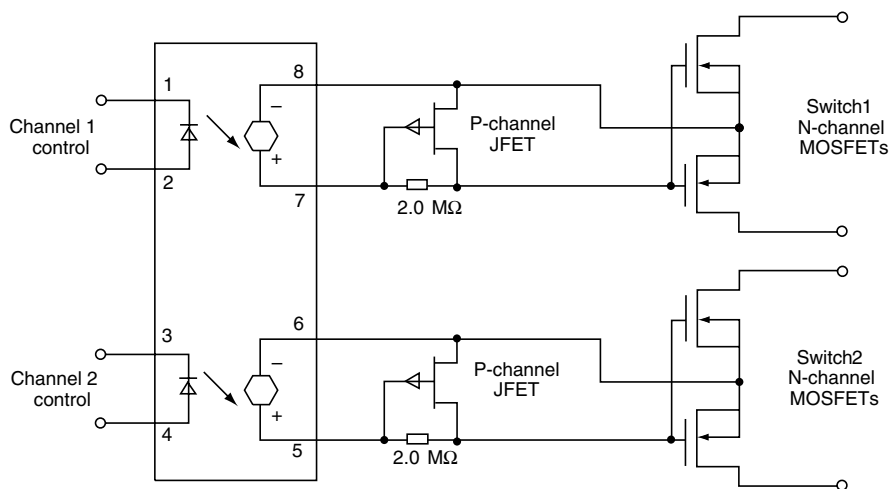 Channel 1
control
1
2
−
+
8
7
P-channel
JFET
2.0 MΩ
Switch1
N-channel
MOSFETs
Channel 2
control
3
4
−
+
6
5
P-channel
JFET
2.0 MΩ
Switch2
N-channel
MOSFETs